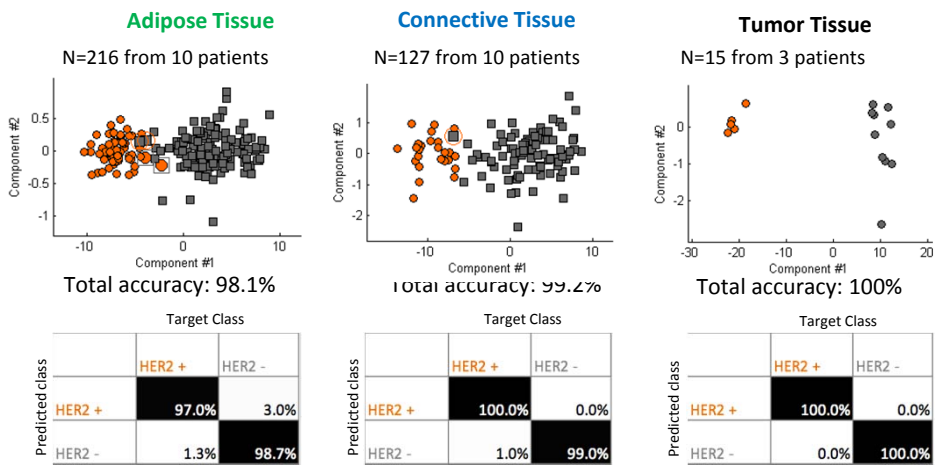 Adipose Tissue
N=216 from 10 patients
Component #2
0.5
0
-0.5
-1
-10
0
10
Component #1
Total accuracy: 98.1%
Target Class
Predicted class
HER2 + HER2 -
HER2 + 97.0% 3.0%
HER2 - 1.3% 98.7%
Connective Tissue
N=127 from 10 patients
Component #2
1
0
-1
-2
-10
0
10
Component #1
Total accuracy: 99.2%
Target Class
Predicted class
HER2 + HER2 -
HER2 + 100.0% 0.0%
HER2 - 1.0% 99.0%
Tumor Tissue
N=15 from 3 patients
Component #2
0
-1
-2
-30
-20
-10
0
10
20
Component #1
Total accuracy: 100%
Target Class
Predicted class
HER2 + HER2 -
HER2 + 100.0% 0.0%
HER2 - 0.0% 100.0%